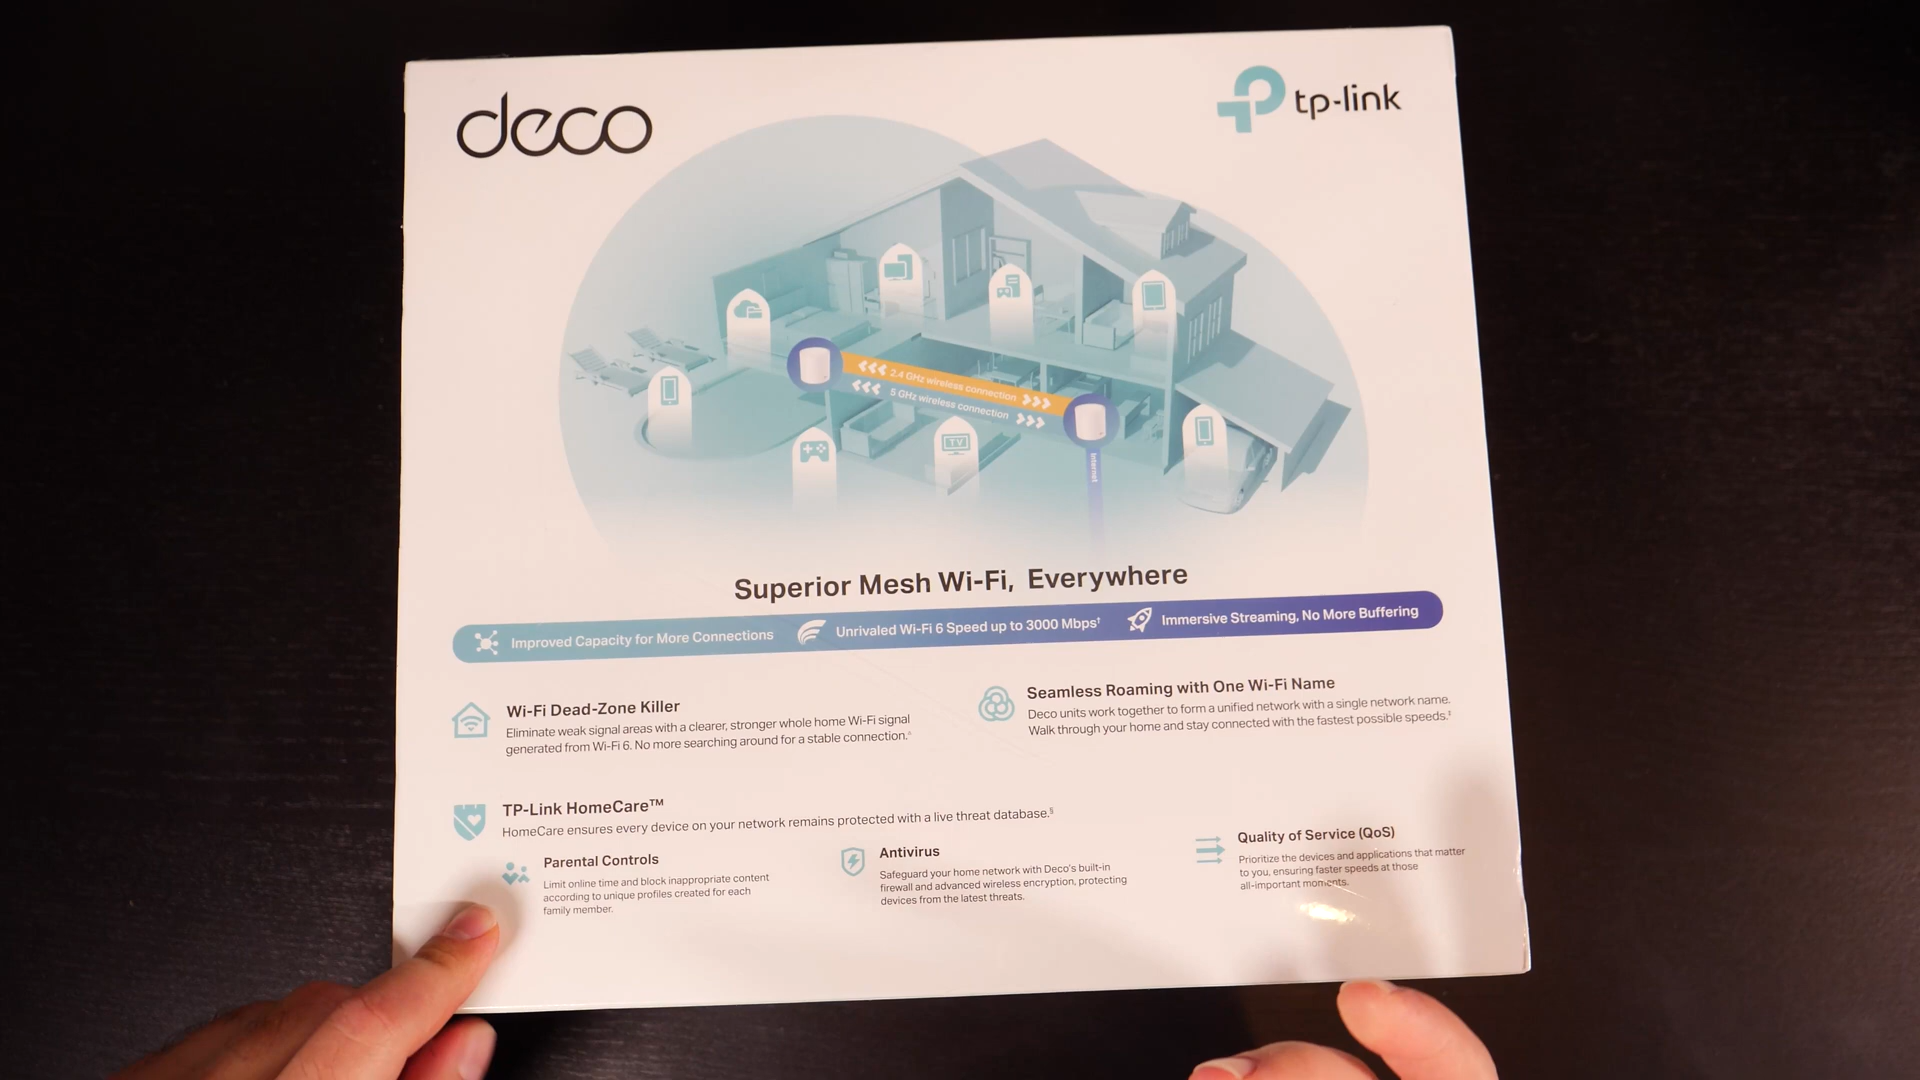 deco
tp-link
2.4 GHz wireless connection
5 GHz wireless connection
TV
Internet
Superior Mesh Wi-Fi, Everywhere
Improved Capacity for More Connections
Unrivaled Wi-Fi 6 Speed up to 3000 Mbps†
Immersive Streaming, No More Buffering
Wi-Fi Dead-Zone Killer
Eliminate weak signal areas with a clearer, stronger whole home Wi-Fi signal
generated from Wi-Fi 6. No more searching around for a stable connection.^
Seamless Roaming with One Wi-Fi Name
Deco units work together to form a unified network with a single network name.
Walk through your home and stay connected with the fastest possible speeds.‡
TP-Link HomeCare™
HomeCare ensures every device on your network remains protected with a live threat database.§
Parental Controls
Limit online time and block inappropriate content
according to unique profiles created for each
family member.
Antivirus
Safeguard your home network with Deco's built-in
firewall and advanced wireless encryption, protecting
devices from the latest threats.
Quality of Service (QoS)
Prioritize the devices and applications that matter
to you, ensuring faster speeds at those
all-important moments.